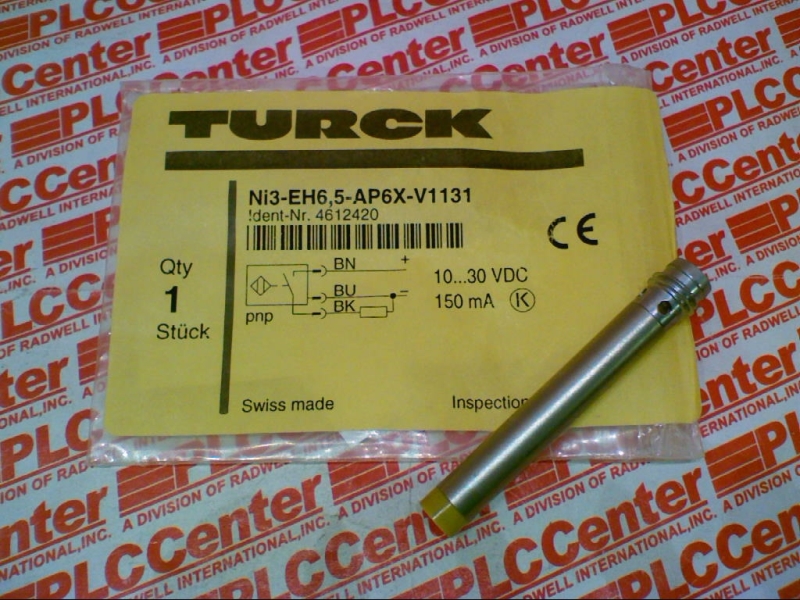 TURCK
Ni3-EH6,5-AP6X-V1131
Ident-Nr. 4612420
CE
Qty
1
Stück
BN +
BU -
BK
pnp
10...30 VDC
150 mA K
Swiss made
Inspection
PLCCenter
A DIVISION OF RADWELL INTERNATIONAL,INC.